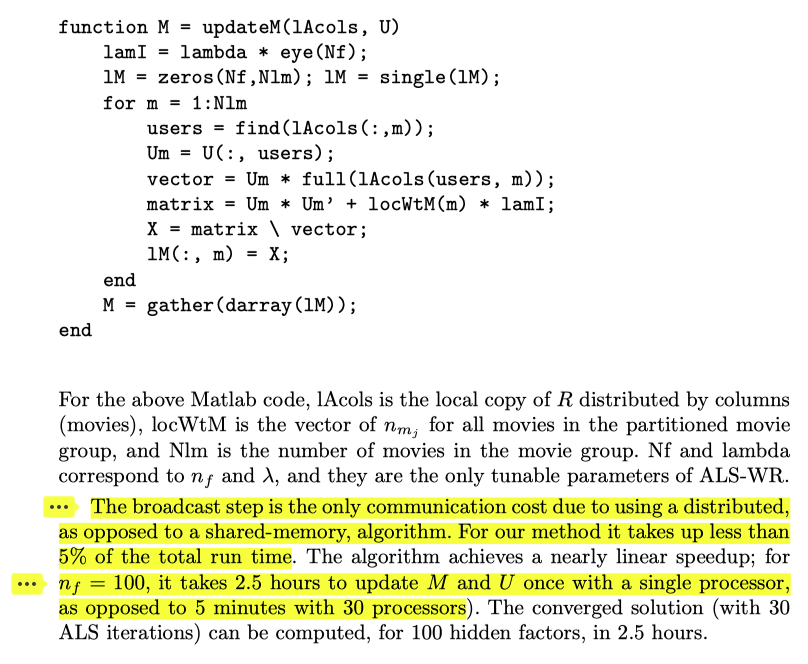 function M = updateM(lAcols, U)
lamI = lambda * eye(Nf);
lM = zeros(Nf,Nlm); lM = single(lM);
for m = 1:Nlm
users = find(lAcols(:,m));
Um = U(:, users);
vector = Um * full(lAcols(users, m));
matrix = Um * Um’ + locWtM(m) * lamI;
X = matrix \ vector;
lM(:, m) = X;
end
M = gather(darray(lM));
end
For the above Matlab code, lAcols is the local copy of R distributed by columns
(movies), locWtM is the vector of n_{m_j} for all movies in the partitioned movie
group, and Nlm is the number of movies in the movie group. Nf and lambda
correspond to n_f and λ, and they are the only tunable parameters of ALS-WR.
The broadcast step is the only communication cost due to using a distributed,
as opposed to a shared-memory, algorithm. For our method it takes up less than
5% of the total run time. The algorithm achieves a nearly linear speedup; for
n_f = 100, it takes 2.5 hours to update M and U once with a single processor,
as opposed to 5 minutes with 30 processors). The converged solution (with 30
ALS iterations) can be computed, for 100 hidden factors, in 2.5 hours.